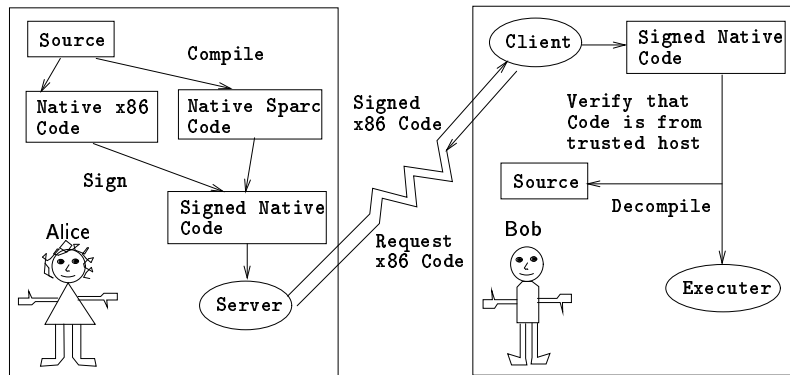 Source
Compile
Native x86
Code
Native Sparc
Code
Sign
Signed Native
Code
Alice
Server
Signed
x86 Code
Request
x86 Code
Client
Signed Native
Code
Verify that
Code is from
trusted host
Source
Decompile
Bob
Executer